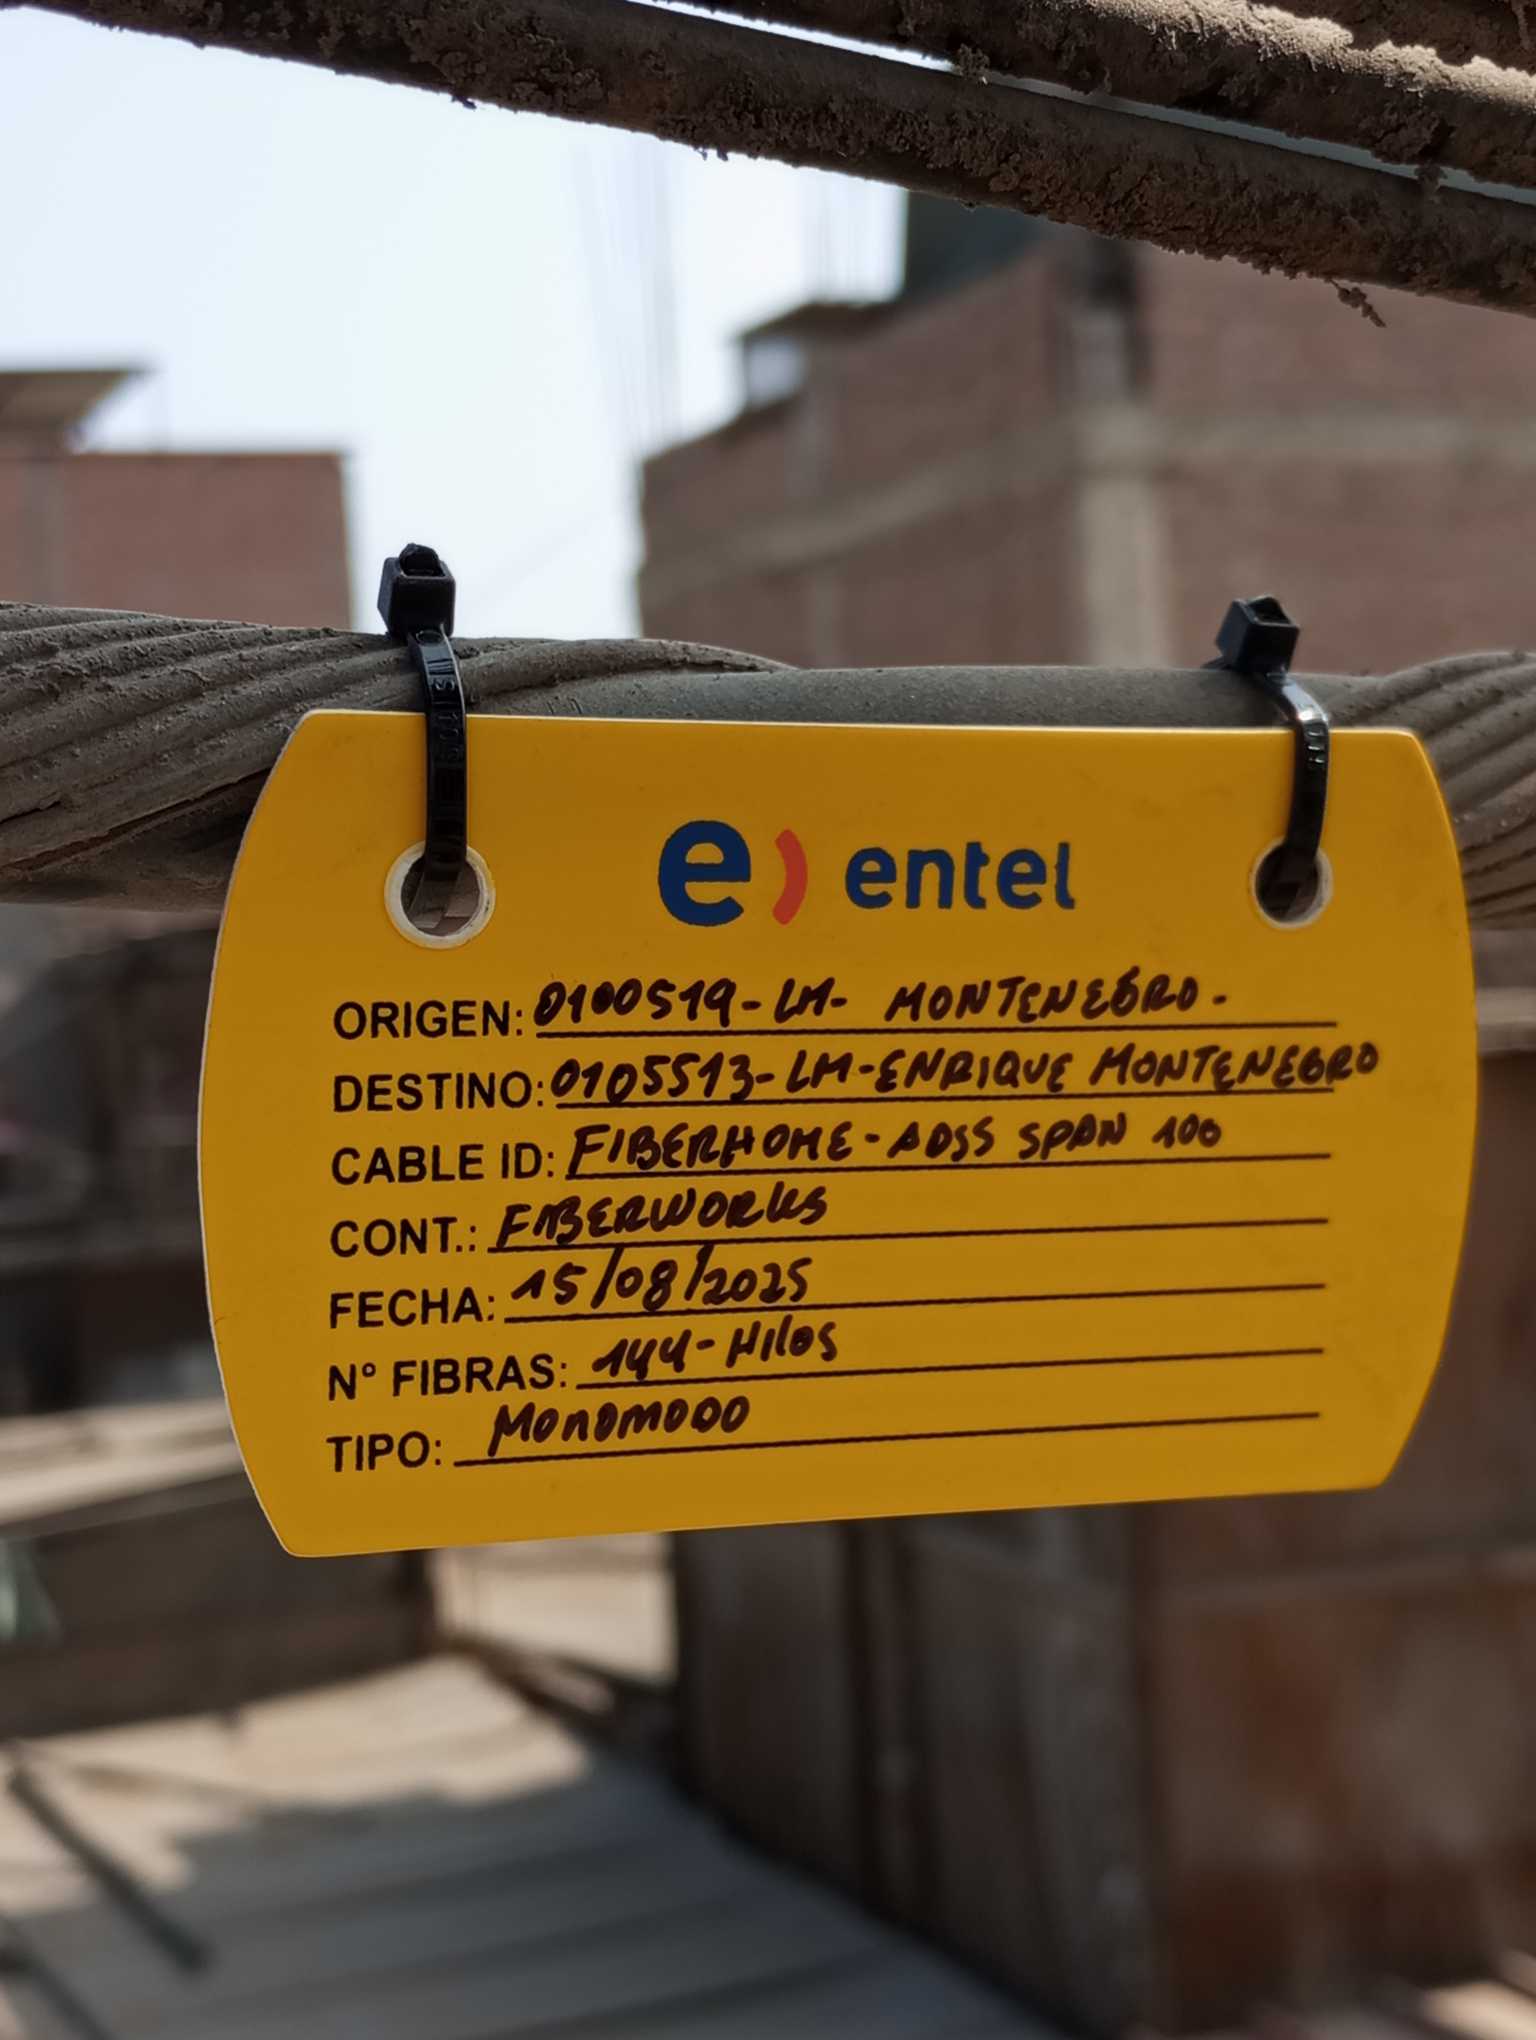 e) entel
ORIGEN: 0100519-LM- MONTENEGRO-
DESTINO: 0105513-LM-ENRIQUE MONTENEGRO
CABLE ID: FIBERHOME-ADSS SPAN 100
CONT.: FIBERWORKS
FECHA: 15/08/2025
N° FIBRAS: 144-Hilos
TIPO: MONOMODO